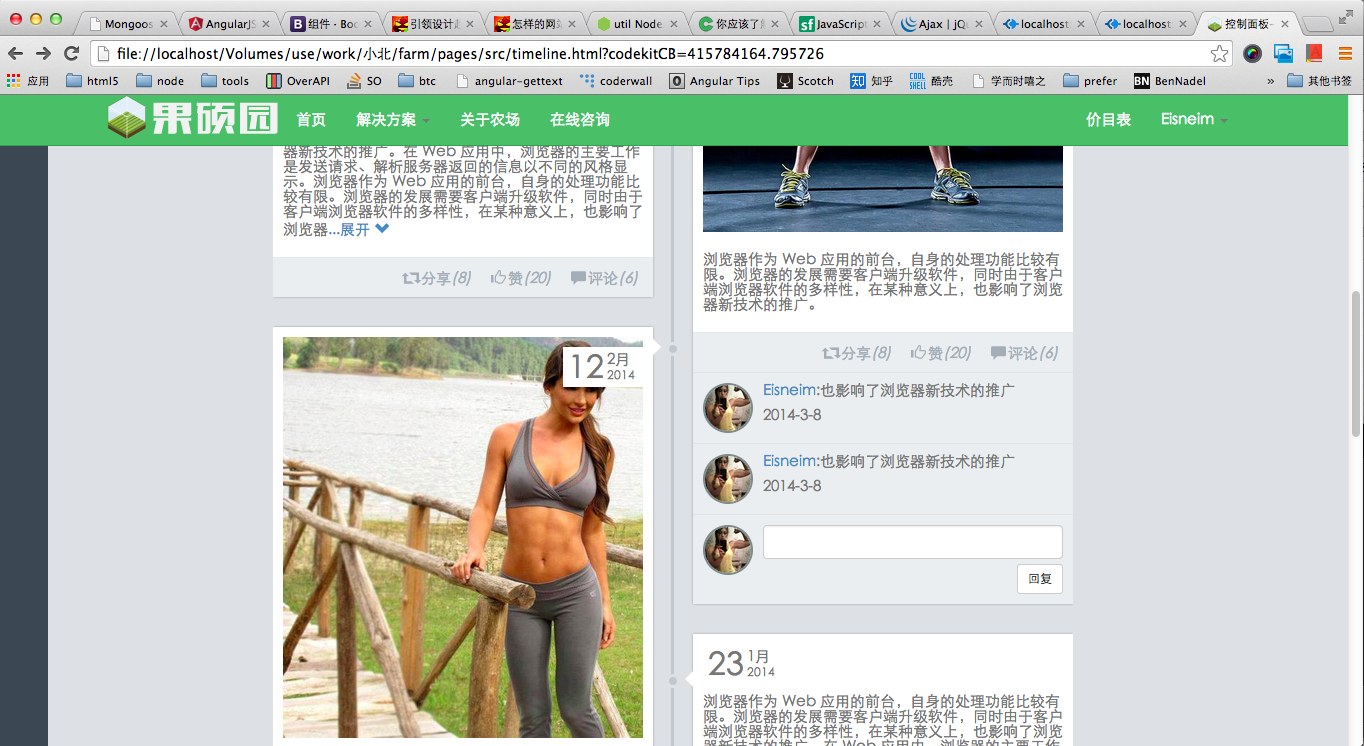 Mongoos
AngularJS
组件 · Boo
引领设计
怎样的网站
util Node
你应该了
JavaScript
Ajax | jQu
localhost:
localhost:
控制面板-
file://localhost/Volumes/use/work/小北/farm/pages/src/timeline.html?codekitCB=415784164.795726
应用 html5 node tools OverAPI SO btc angular-gettext coderwall Angular Tips Scotch 知乎 酷壳 学而时嘻之 prefer BN BenNadel » 其他书签
果硕园 首页 解决方案 关于农场 在线咨询 价目表 Eisneim
器新技术的推广。在 Web 应用中，浏览器的主要工作
是发送请求、解析服务器返回的信息以不同的风格显
示。浏览器作为 Web 应用的前台，自身的处理功能比
较有限。浏览器的发展需要客户端升级软件，同时由于
客户端浏览器软件的多样性，在某种意义上，也影响了
浏览器...展开
分享(8) 赞(20) 评论(6)
12 2月
2014
浏览器作为 Web 应用的前台，自身的处理功能比较有
限。浏览器的发展需要客户端升级软件，同时由于客户
端浏览器软件的多样性，在某种意义上，也影响了浏览
器新技术的推广。
分享(8) 赞(20) 评论(6)
Eisneim:也影响了浏览器新技术的推广
2014-3-8
Eisneim:也影响了浏览器新技术的推广
2014-3-8
回复
23 1月
2014
浏览器作为 Web 应用的前台，自身的处理功能比较有
限。浏览器的发展需要客户端升级软件，同时由于客户
端浏览器软件的多样性，在某种意义上，也影响了浏览
器新技术的推广。在 Web 应用中，浏览器的主要工作